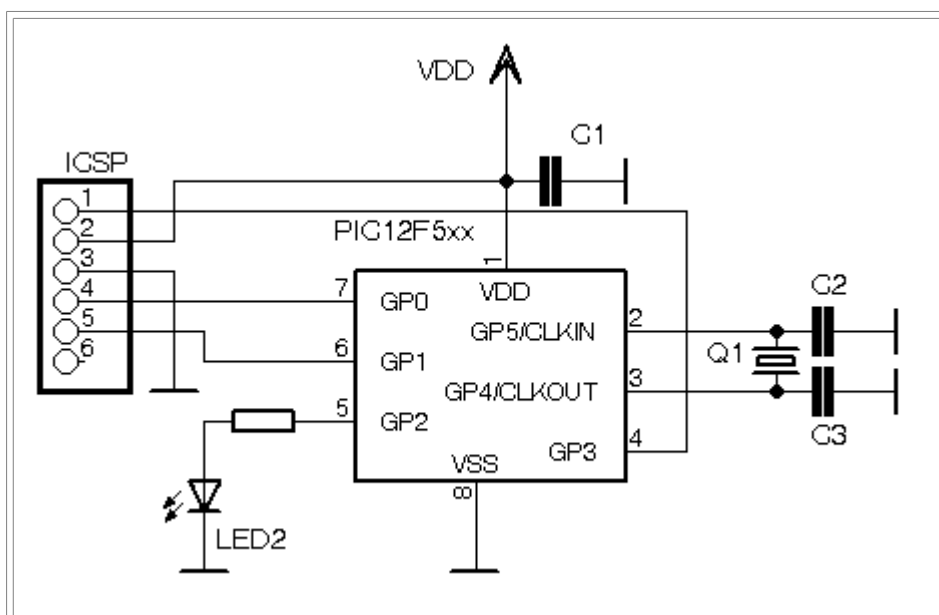 VDD
C1
ICSP
1
2
3
4
5
6
PIC12F5xx
1
VDD
7 GP0
GP5/CLKIN 2
C2
Q1
6 GP1
GP4/CLKOUT 3
C3
5 GP2
GP3 4
VSS
8
LED2